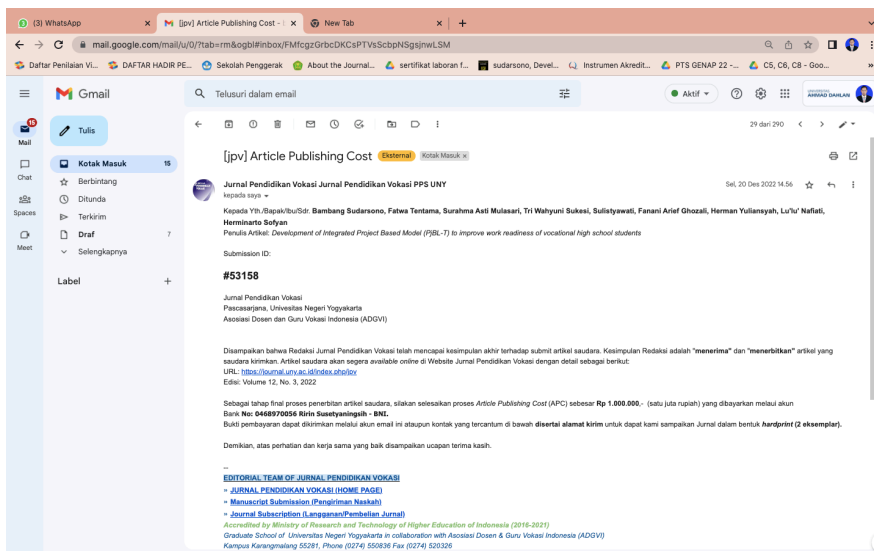 (3) WhatsApp
[jpv] Article Publishing Cost -
New Tab
mail.google.com/mail/u/0/?tab=rm&ogbl#inbox/FMfcgzGrbcDKCsPTVsScbpNSgsjnwLSM
Daftar Penilaian Vi...
DAFTAR HADIR PE...
Sekolah Penggerak
About the Journal...
sertifikat laboran f...
sudarsono, Devel...
Instrumen Akredit...
PTS GENAP 22 -...
C5, C6, C8 - Goo...
Gmail
Telusuri dalam email
Aktif
AHMAD DAHLAN
15
Mail
Chat
Spaces
Meet
Tulis
Kotak Masuk 15
Berbintang
Ditunda
Terkirim
Draf 7
Selengkapnya
Label
29 dari 290
[jpv] Article Publishing Cost Eksternal Kotak Masuk x
Jurnal Pendidikan Vokasi Jurnal Pendidikan Vokasi PPS UNY
Sel, 20 Des 2022 14.56
kepada saya
Kepada Yth./Bapak/Ibu/Sdr. Bambang Sudarsono, Fatwa Tentama, Surahma Asti Mulasari, Tri Wahyuni Sukesi, Sulistyawati, Fanani Arief Ghozali, Herman Yuliansyah, Lu'lu' Nafiati,
Herminarto Sofyan
Penulis Artikel: Development of Integrated Project Based Model (PjBL-T) to improve work readiness of vocational high school students
Submission ID:
#53158
Jurnal Pendidikan Vokasi
Pascasarjana, Univesitas Negeri Yogyakarta
Asosiasi Dosen dan Guru Vokasi Indonesia (ADGVI)
Disampaikan bahwa Redaksi Jurnal Pendidikan Vokasi telah mencapai kesimpulan akhir terhadap submit artikel saudara. Kesimpulan Redaksi adalah "menerima" dan "menerbitkan" artikel yang
saudara kirimkan. Artikel saudara akan segera available online di Website Jurnal Pendidikan Vokasi dengan detail sebagai berikut:
URL: https://journal.uny.ac.id/index.php/jpv
Edisi: Volume 12, No. 3, 2022
Sebagai tahap final proses penerbitan artikel saudara, silakan selesaikan proses Article Publishing Cost (APC) sebesar Rp 1.000.000,- (satu juta rupiah) yang dibayarkan melaui akun
Bank No: 0468970056 Ririn Susetyaningsih - BNI.
Bukti pembayaran dapat dikirimkan melalui akun email ini ataupun kontak yang tercantum di bawah disertai alamat kirim untuk dapat kami sampaikan Jurnal dalam bentuk hardprint (2 eksemplar).
Demikian, atas perhatian dan kerja sama yang baik disampaikan ucapan terima kasih.
--
EDITORIAL TEAM OF JURNAL PENDIDIKAN VOKASI
» JURNAL PENDIDIKAN VOKASI (HOME PAGE)
» Manuscript Submission (Pengiriman Naskah)
» Journal Subscription (Langganan/Pembelian Jurnal)
Accredited by Ministry of Research and Technology of Higher Education of Indonesia (2016-2021)
Graduate School of Universitas Negeri Yogyakarta in collaboration with Asosiasi Dosen & Guru Vokasi Indonesia (ADGVI)
Kampus Karangmalang 55281, Phone (0274) 550836 Fax (0274) 520326